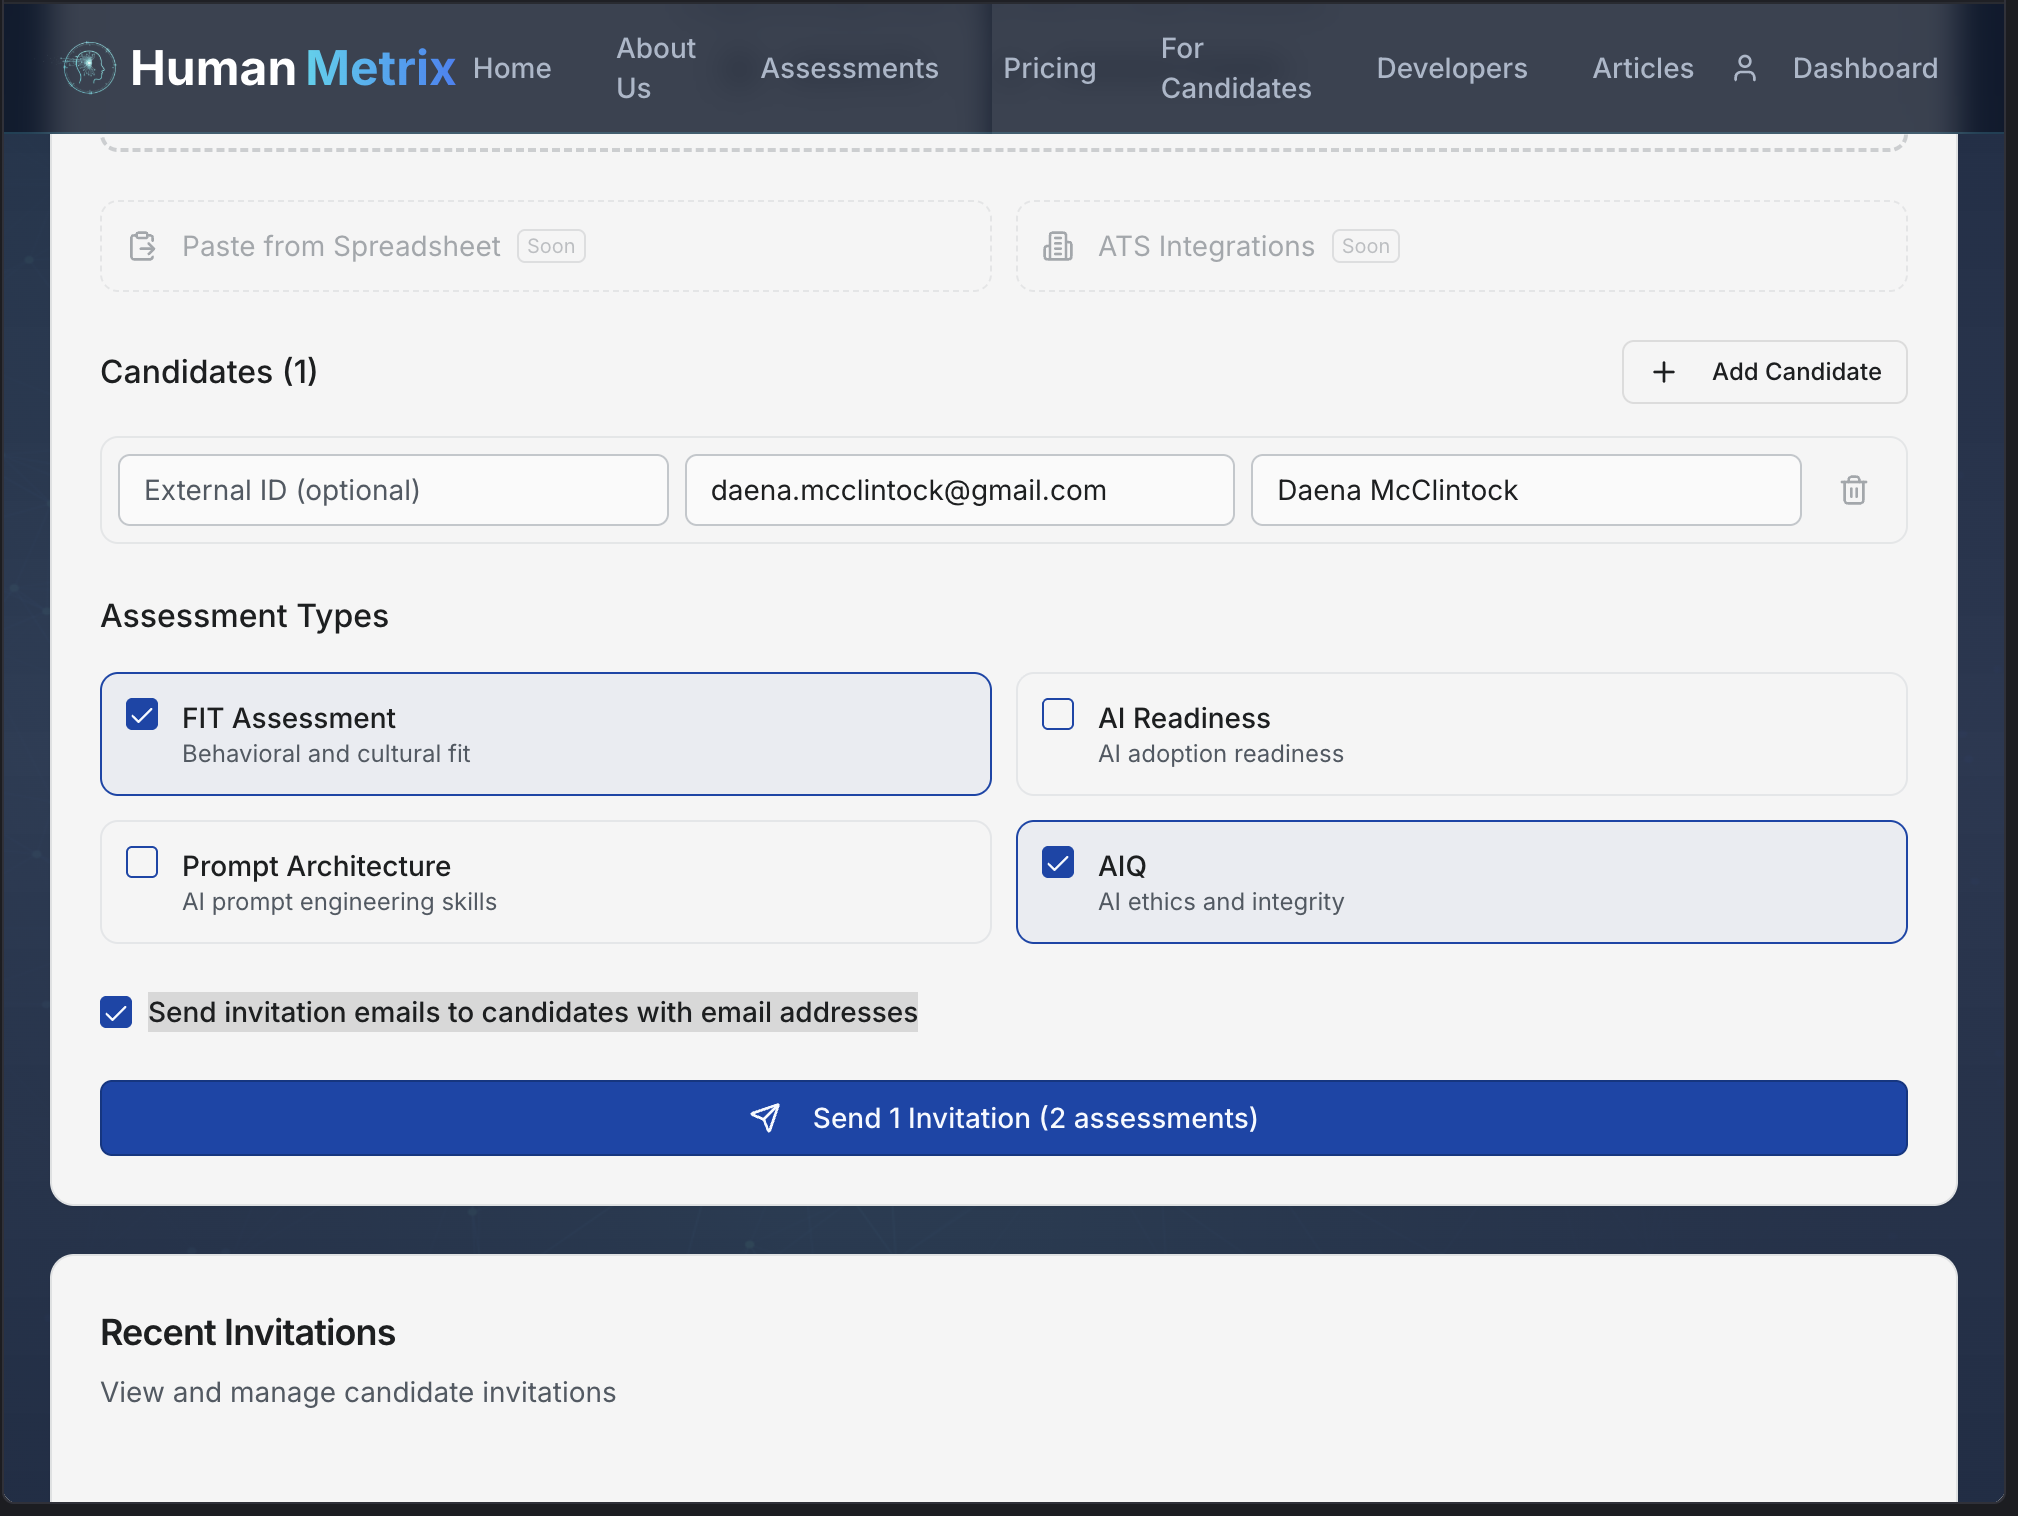 Human Metrix
Home
About Us
Assessments
Pricing
For Candidates
Developers
Articles
Dashboard
Paste from Spreadsheet Soon
ATS Integrations Soon
Candidates (1)
Add Candidate
External ID (optional)
daena.mcclintock@gmail.com
Daena McClintock
Assessment Types
FIT Assessment
Behavioral and cultural fit
AI Readiness
AI adoption readiness
Prompt Architecture
AI prompt engineering skills
AIQ
AI ethics and integrity
Send invitation emails to candidates with email addresses
Send 1 Invitation (2 assessments)
Recent Invitations
View and manage candidate invitations